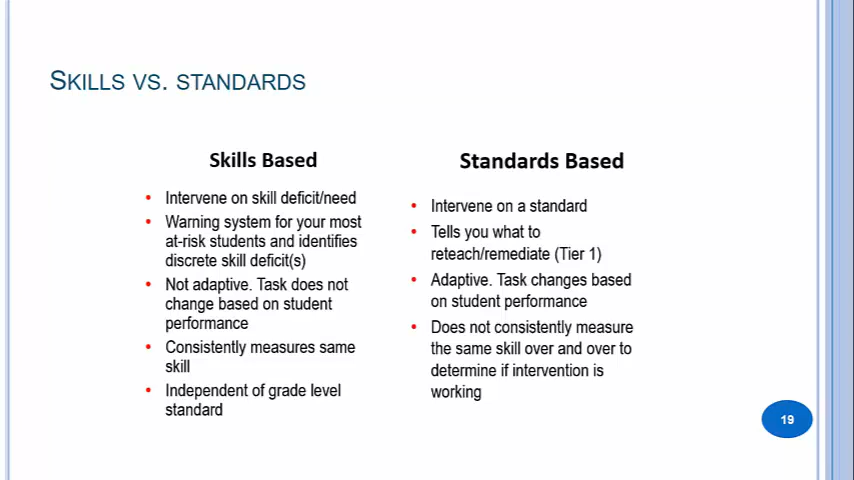 SKILLS VS. STANDARDS
Skills Based
• Intervene on skill deficit/need
• Warning system for your most
at-risk students and identifies
discrete skill deficit(s)
• Not adaptive. Task does not
change based on student
performance
• Consistently measures same
skill
• Independent of grade level
standard
Standards Based
• Intervene on a standard
• Tells you what to
reteach/remediate (Tier 1)
• Adaptive. Task changes based
on student performance
• Does not consistently measure
the same skill over and over to
determine if intervention is
working
19